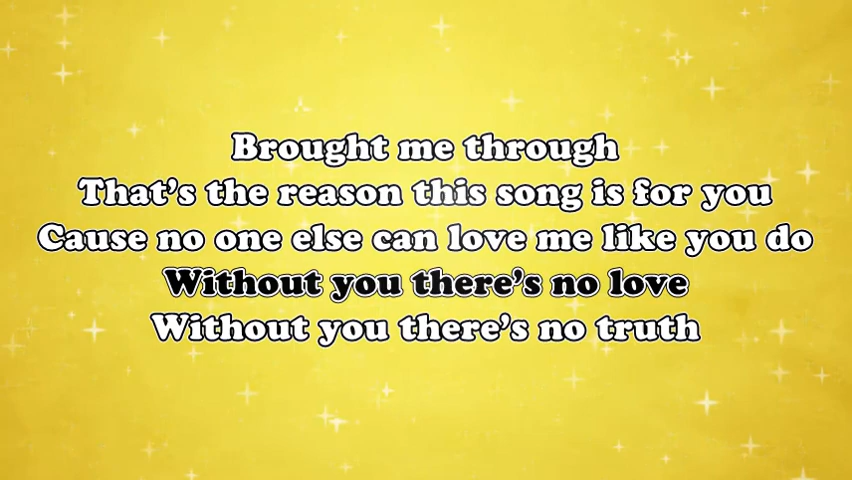 Brought me through
That's the reason this song is for you
Cause no one else can love me like you do
Without you there's no love
Without you there's no truth